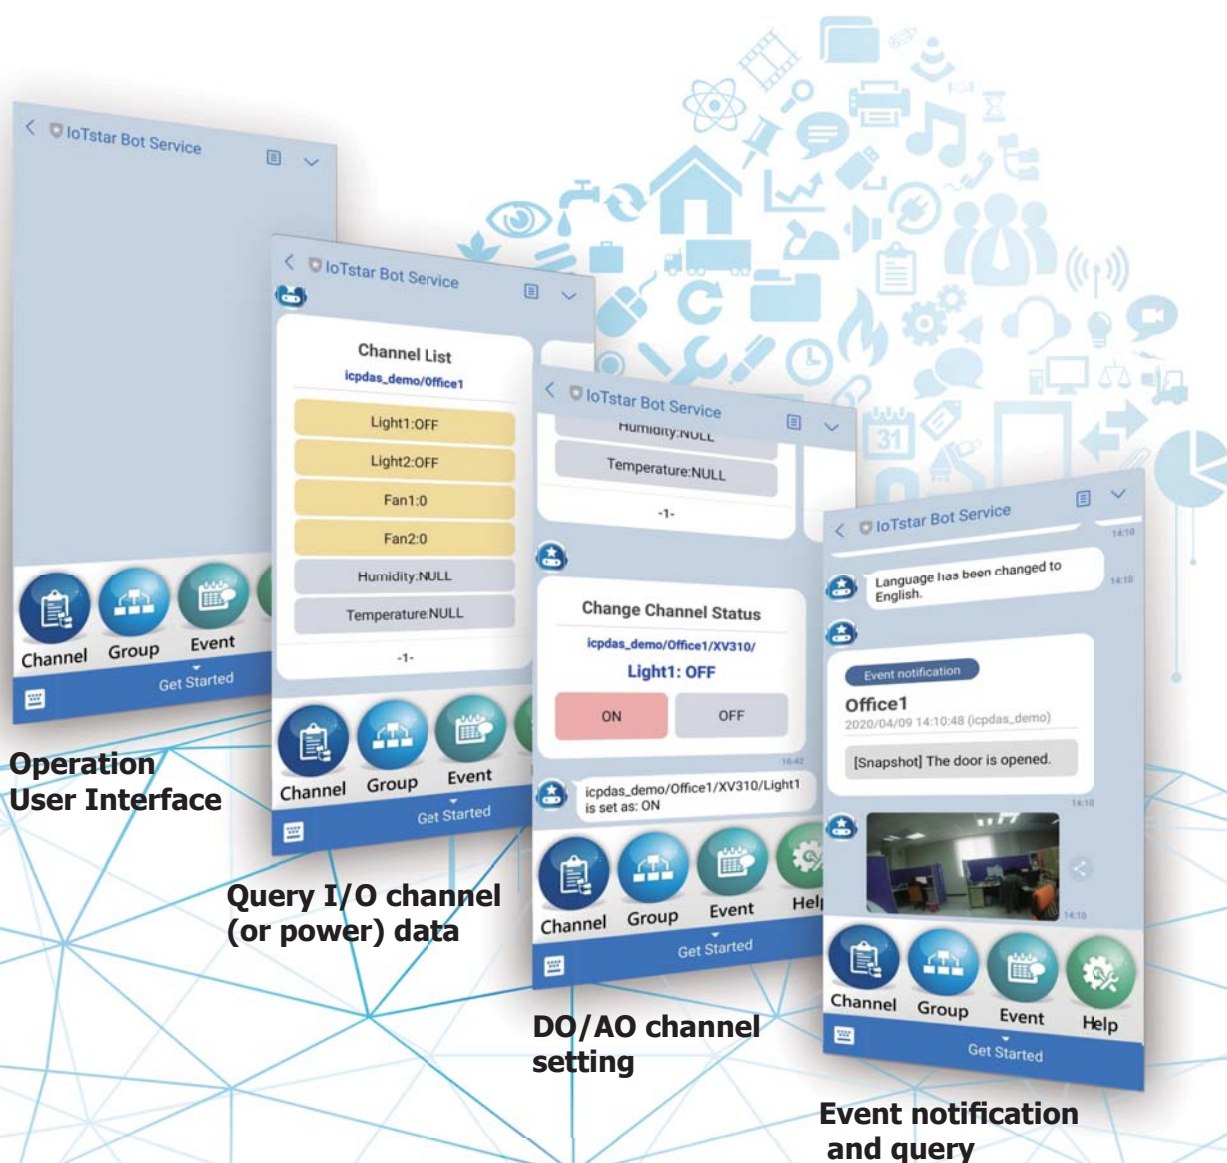 IoTstar Bot Service
Channel
Group
Event
Get Started
Operation
User Interface
IoTstar Bot Service
Channel List
icpdas_demo/Office1
Light1:OFF
Light2:OFF
Fan1:0
Fan2:0
Humidity:NULL
Temperature:NULL
-1-
Channel
Group
Event
Get Started
Query I/O channel
(or power) data
IoTstar Bot Service
Humidity:NULL
Temperature:NULL
-1-
Change Channel Status
icpdas_demo/Office1/XV310/
Light1: OFF
ON
OFF
16:42
icpdas_demo/Office1/XV310/Light1
is set as: ON
Channel
Group
Event
Help
Get Started
DO/AO channel
setting
31
IoTstar Bot Service
14:10
Language has been changed to
English.
14:10
Event notification
Office1
2020/04/09 14:10:48 (icpdas_demo)
[Snapshot] The door is opened.
14:10
14:10
Channel
Group
Event
Help
Get Started
Event notification
and query